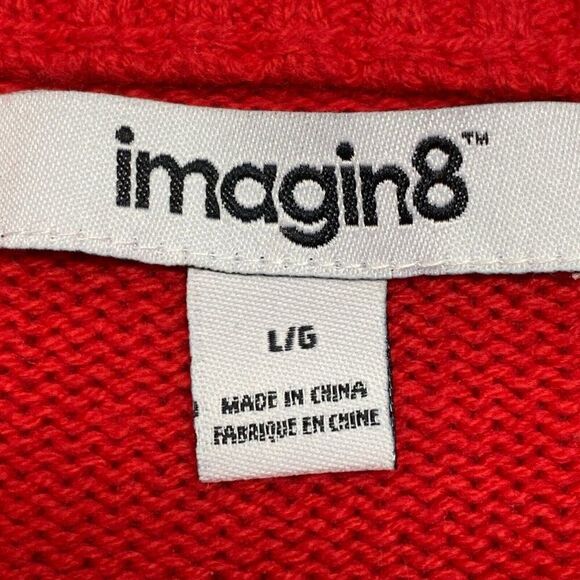 imagin8™
L/G
MADE IN CHINA
FABRIQUE EN CHINE